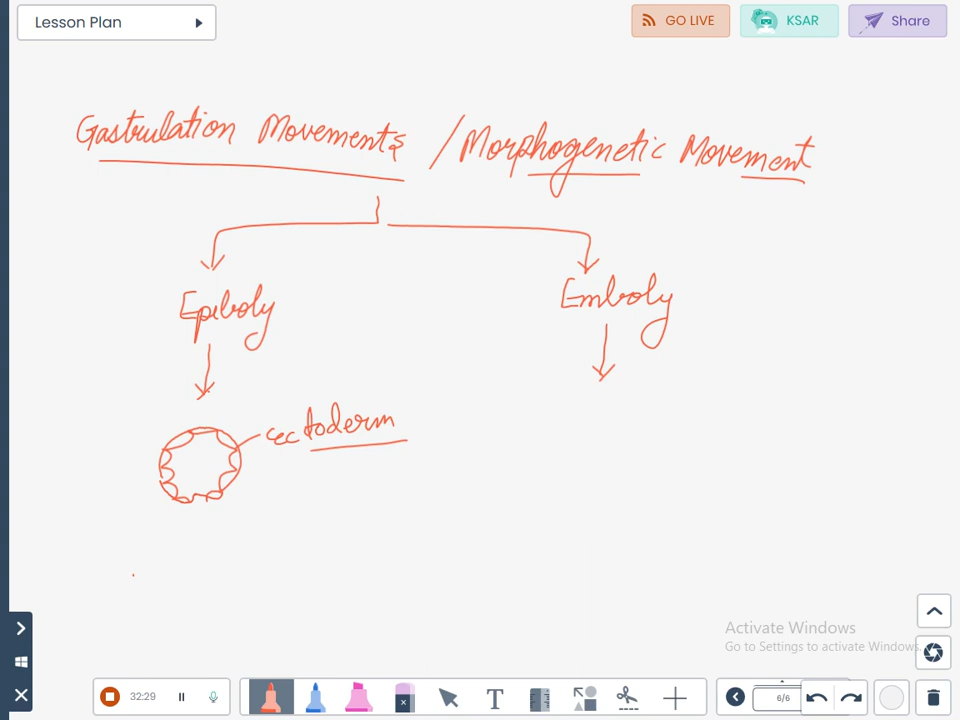 Lesson Plan
GO LIVE
KSAR
Share
Gastrulation Movements / Morphogenetic Movement
Epiboly
Emboly
ectoderm
Activate Windows
Go to Settings to activate Windows.
32:29
T
6/6